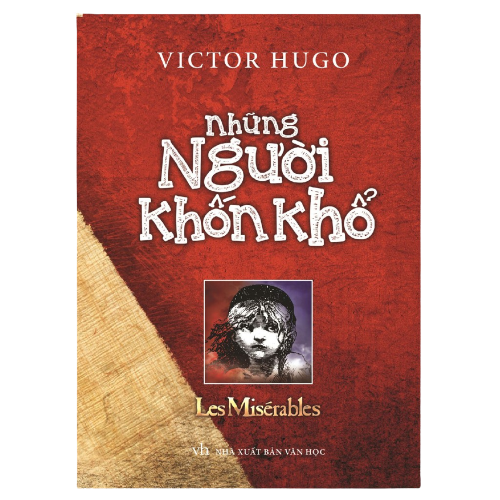 VICTOR HUGO
Những
Người
khốn khổ
Les Misérables
vh NHÀ XUẤT BẢN VĂN HỌC